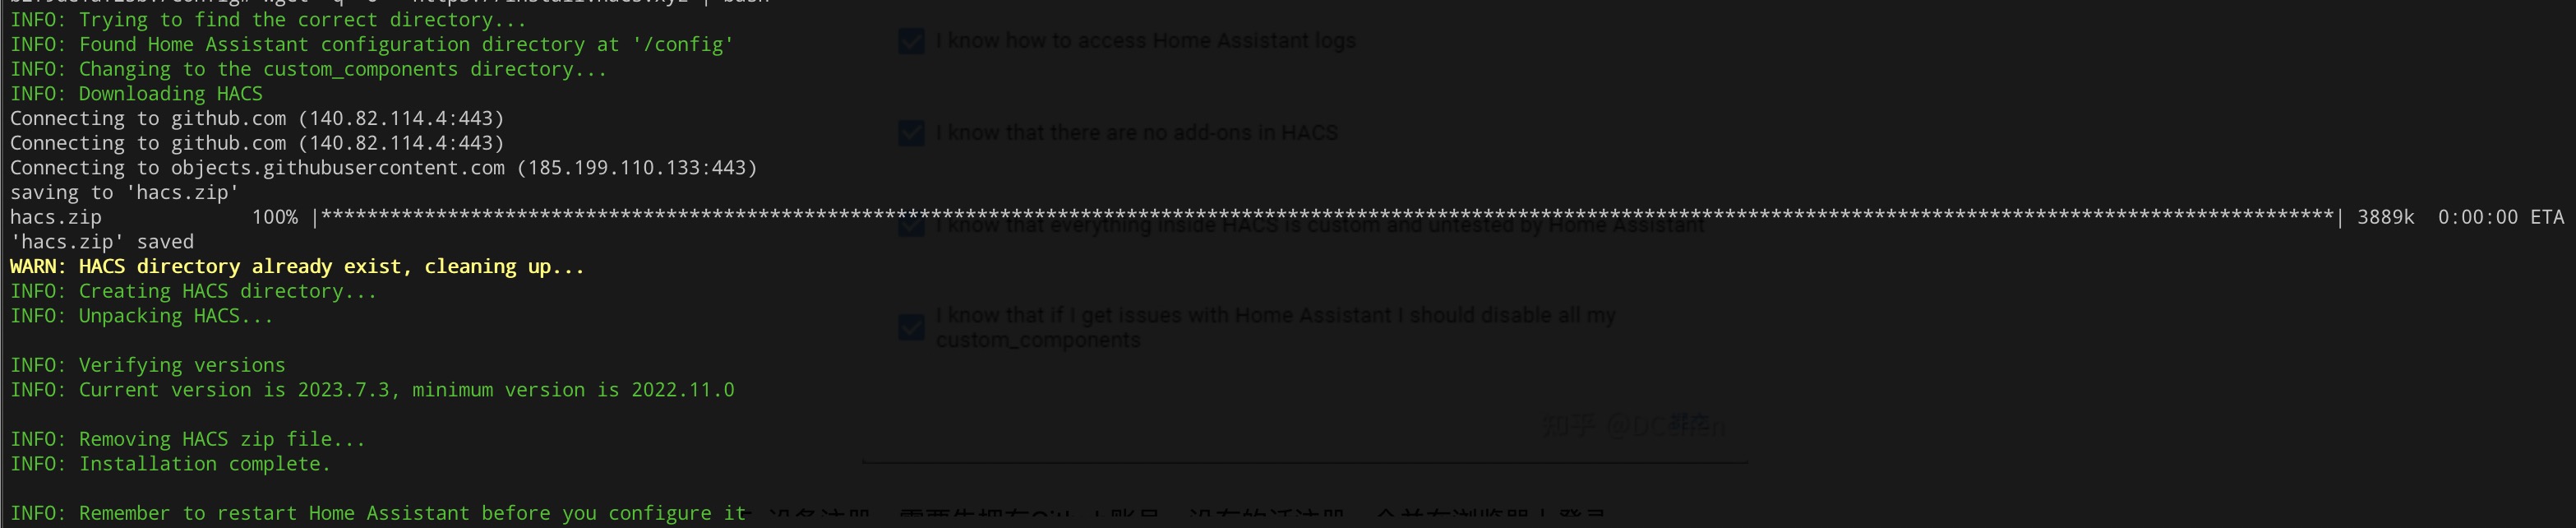 INFO: Trying to find the correct directory...
INFO: Found Home Assistant configuration directory at '/config'
I know how to access Home Assistant logs
INFO: Changing to the custom_components directory...
INFO: Downloading HACS
Connecting to github.com (140.82.114.4:443)
I know that there are no add-ons in HACS
Connecting to github.com (140.82.114.4:443)
Connecting to objects.githubusercontent.com (185.199.110.133:443)
saving to 'hacs.zip'
hacs.zip 100% |********************************************************************************************************************************************************************************| 3889k 0:00:00 ETA
I know that everything inside HACS is custom and untested by Home Assistant
'hacs.zip' saved
WARN: HACS directory already exist, cleaning up...
INFO: Creating HACS directory...
INFO: Unpacking HACS...
I know that if I get issues with Home Assistant I should disable all my
custom_components
INFO: Verifying versions
INFO: Current version is 2023.7.3, minimum version is 2022.11.0
知乎
INFO: Removing HACS zip file...
INFO: Installation complete.
INFO: Remember to restart Home Assistant before you configure it